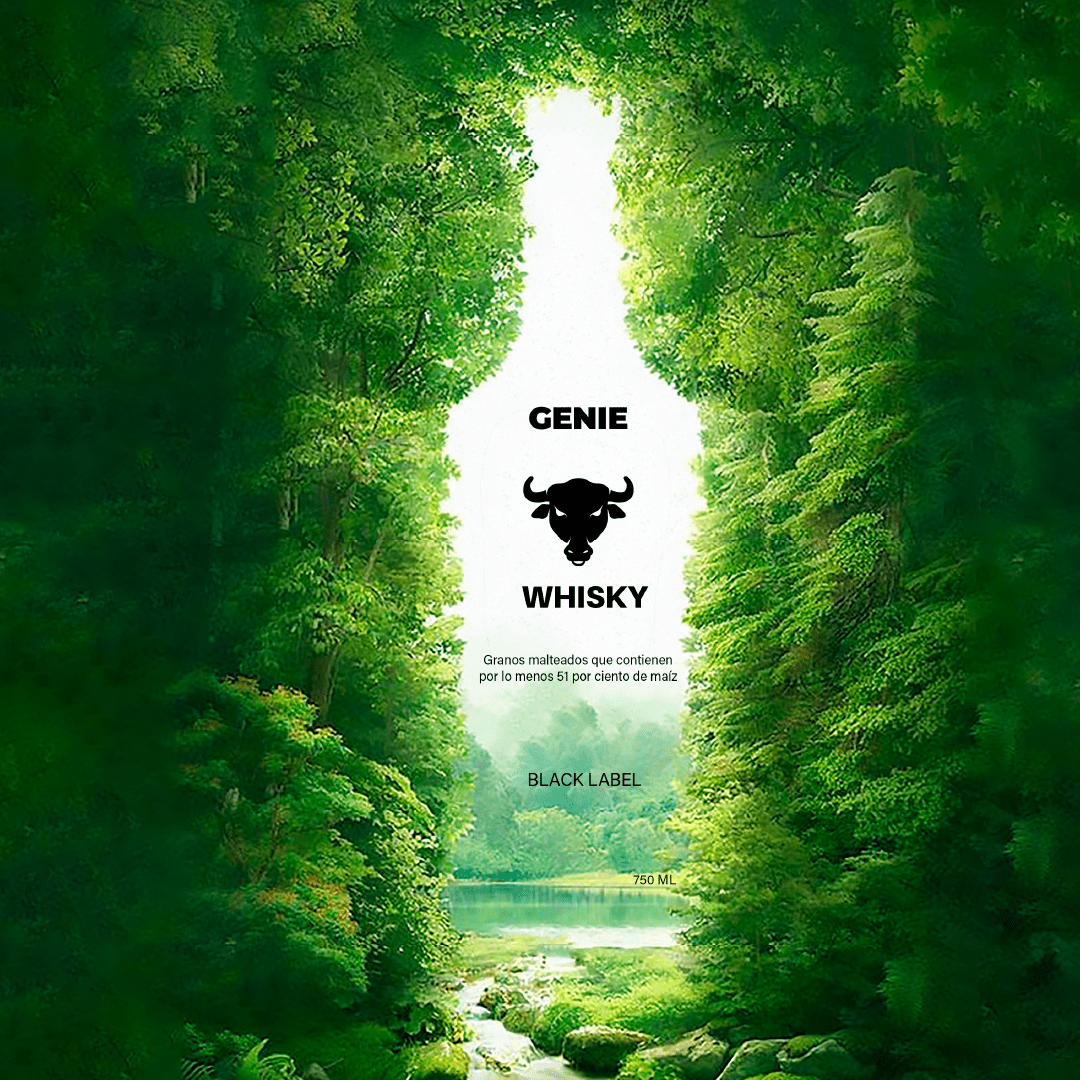 GENIE
WHISKY
Granos malteados que contienen
por lo menos 51 por ciento de maíz
BLACK LABEL
750 ML